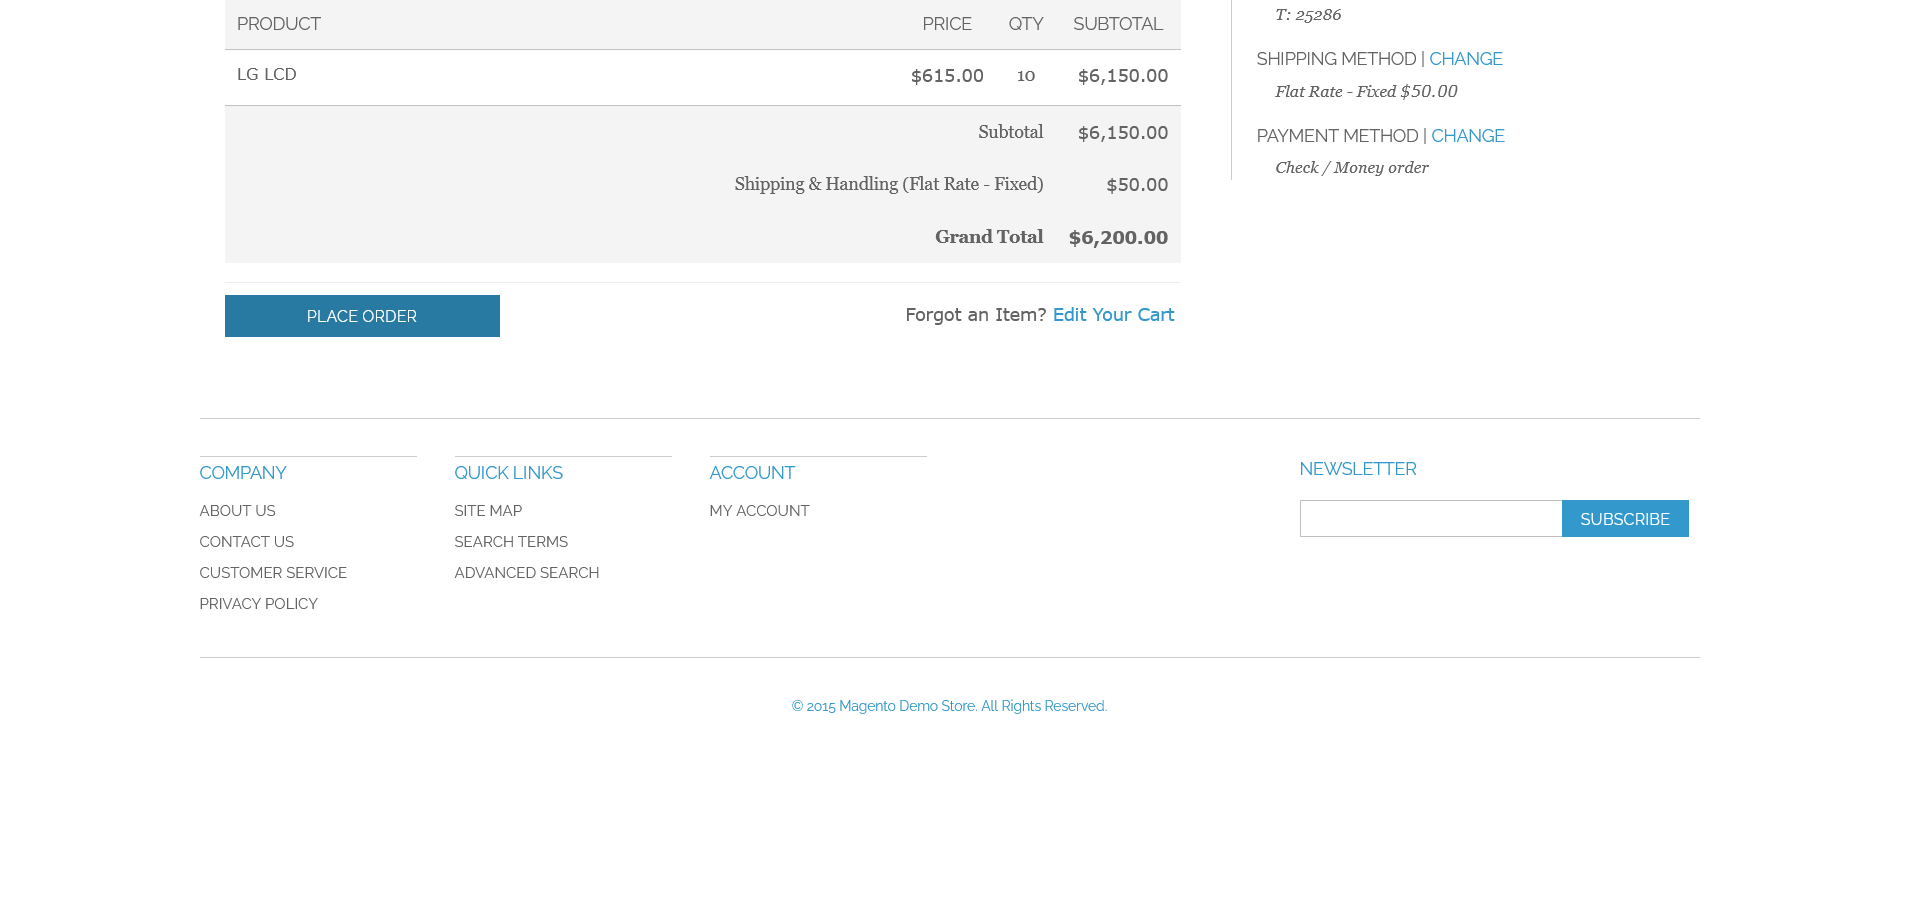 PRODUCT PRICE QTY SUBTOTAL
LG LCD $615.00 10 $6,150.00
Subtotal $6,150.00
Shipping & Handling (Flat Rate - Fixed) $50.00
Grand Total $6,200.00
PLACE ORDER
Forgot an Item? Edit Your Cart
T: 25286
SHIPPING METHOD | CHANGE
Flat Rate - Fixed $50.00
PAYMENT METHOD | CHANGE
Check / Money order
COMPANY
ABOUT US
CONTACT US
CUSTOMER SERVICE
PRIVACY POLICY
QUICK LINKS
SITE MAP
SEARCH TERMS
ADVANCED SEARCH
ACCOUNT
MY ACCOUNT
NEWSLETTER
SUBSCRIBE
© 2015 Magento Demo Store. All Rights Reserved.